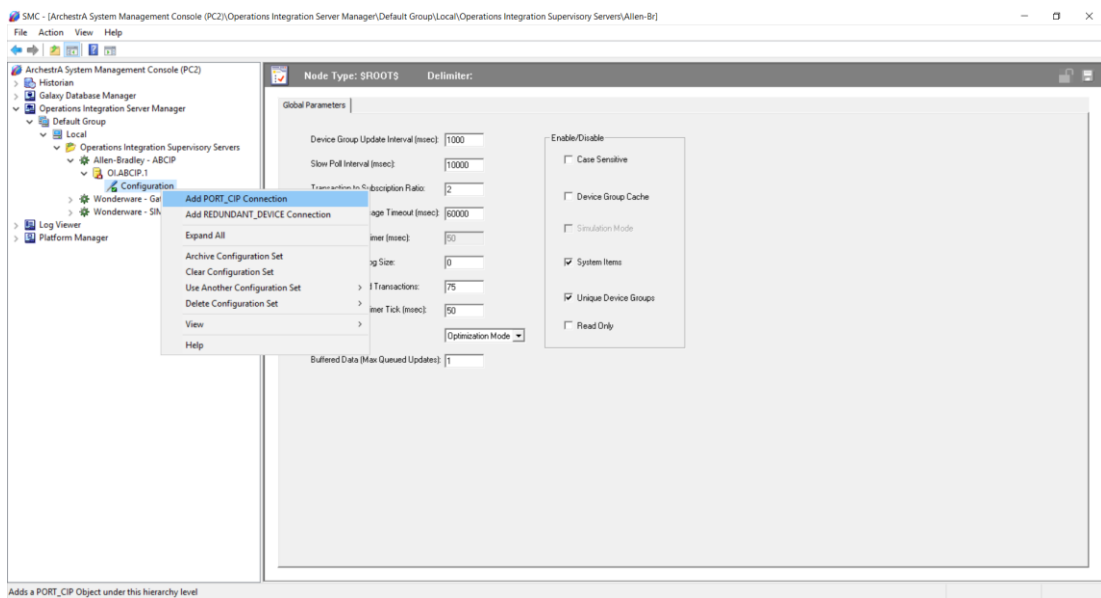 SMC - [ArchestrA System Management Console (PC2)\Operations Integration Server Manager\Default Group\Local\Operations Integration Supervisory Servers\Allen-Br]
File Action View Help
ArchestrA System Management Console (PC2)
Historian
Galaxy Database Manager
Operations Integration Server Manager
Default Group
Local
Operations Integration Supervisory Servers
Allen-Bradley - ABCIP
OI.ABCIP.1
Configuration
Wonderware - Gat
Wonderware - SIM
Log Viewer
Platform Manager
Add PORT_CIP Connection
Add REDUNDANT_DEVICE Connection
Expand All
Archive Configuration Set
Clear Configuration Set
Use Another Configuration Set
Delete Configuration Set
View
Help
Node Type: $ROOT$ Delimiter:
Global Parameters
Device Group Update Interval (msec): 1000
Slow Poll Interval (msec): 10000
Transaction to Subscription Ratio: 2
age Timeout (msec): 60000
imer (msec): 50
og Size: 0
Transactions: 75
imer Tick (msec): 50
Optimization Mode
Buffered Data (Max Queued Updates): 1
Enable/Disable
Case Sensitive
Device Group Cache
Simulation Mode
System Items
Unique Device Groups
Read Only
Adds a PORT_CIP Object under this hierarchy level